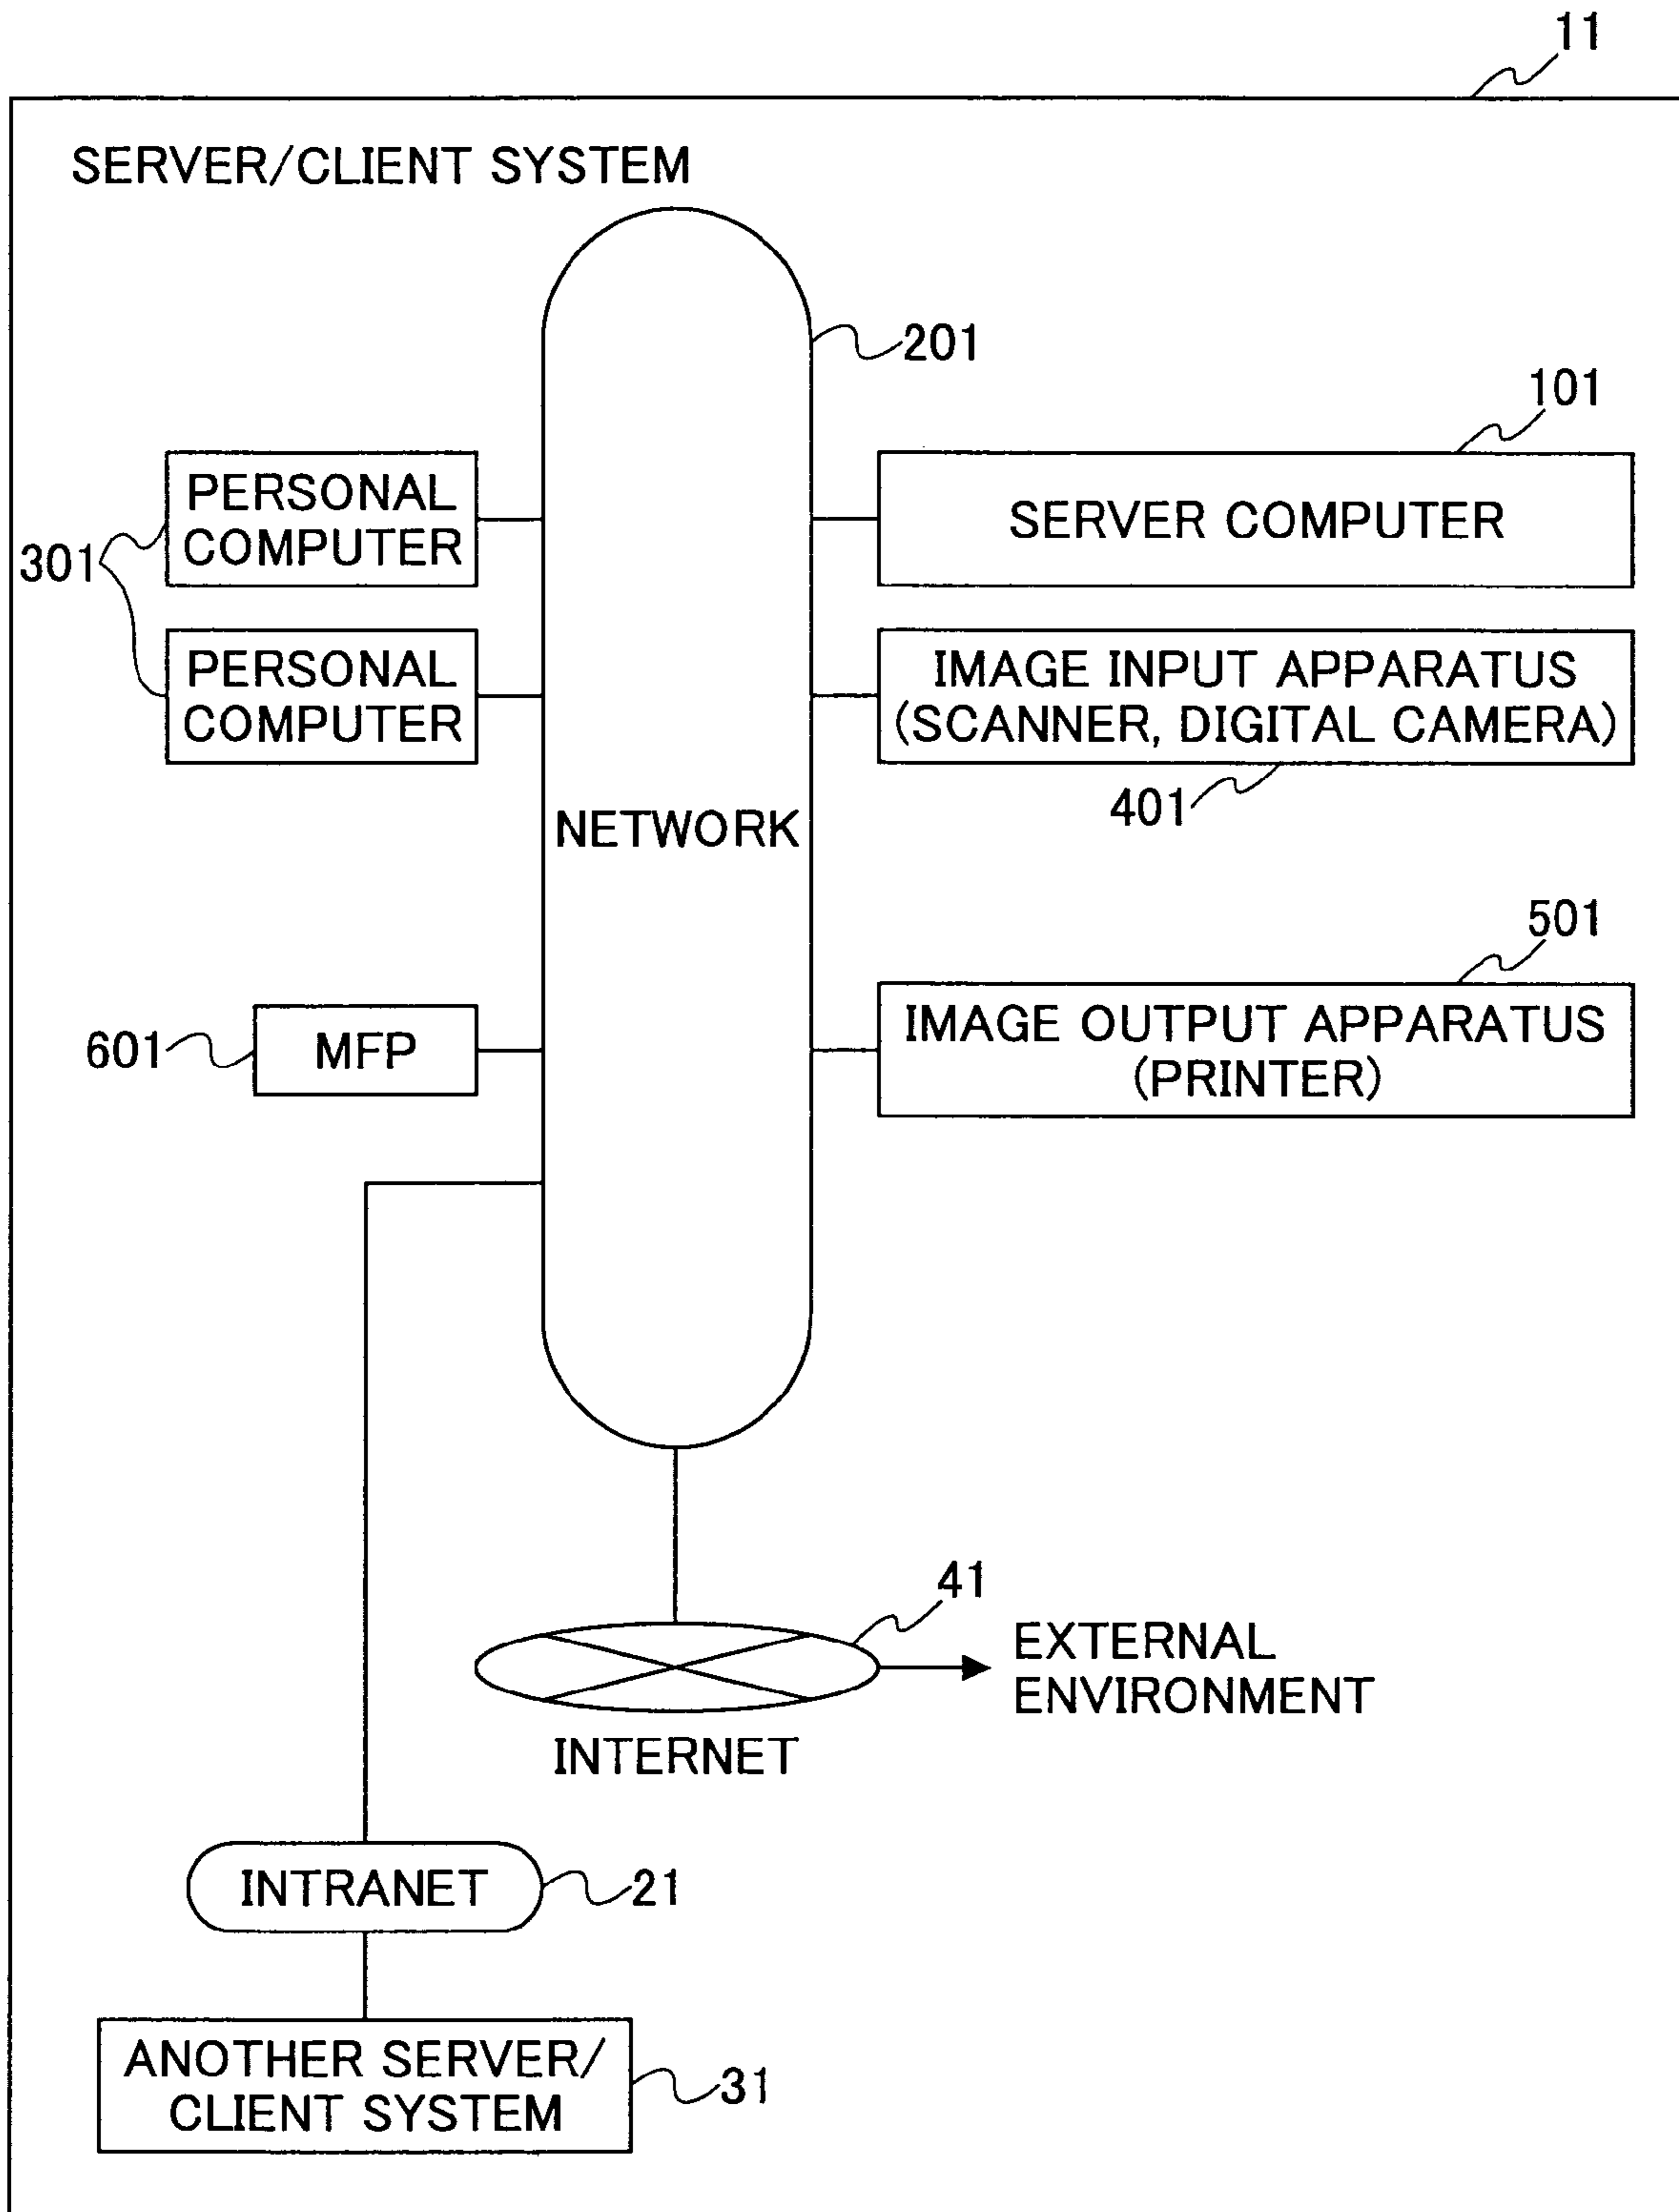 11
SERVER/CLIENT SYSTEM
201
101
PERSONAL
COMPUTER
SERVER COMPUTER
301
PERSONAL
COMPUTER
IMAGE INPUT APPARATUS
(SCANNER, DIGITAL CAMERA)
401
NETWORK
501
601
MFP
IMAGE OUTPUT APPARATUS
(PRINTER)
41
EXTERNAL
ENVIRONMENT
INTERNET
INTRANET
21
ANOTHER SERVER/
CLIENT SYSTEM
31